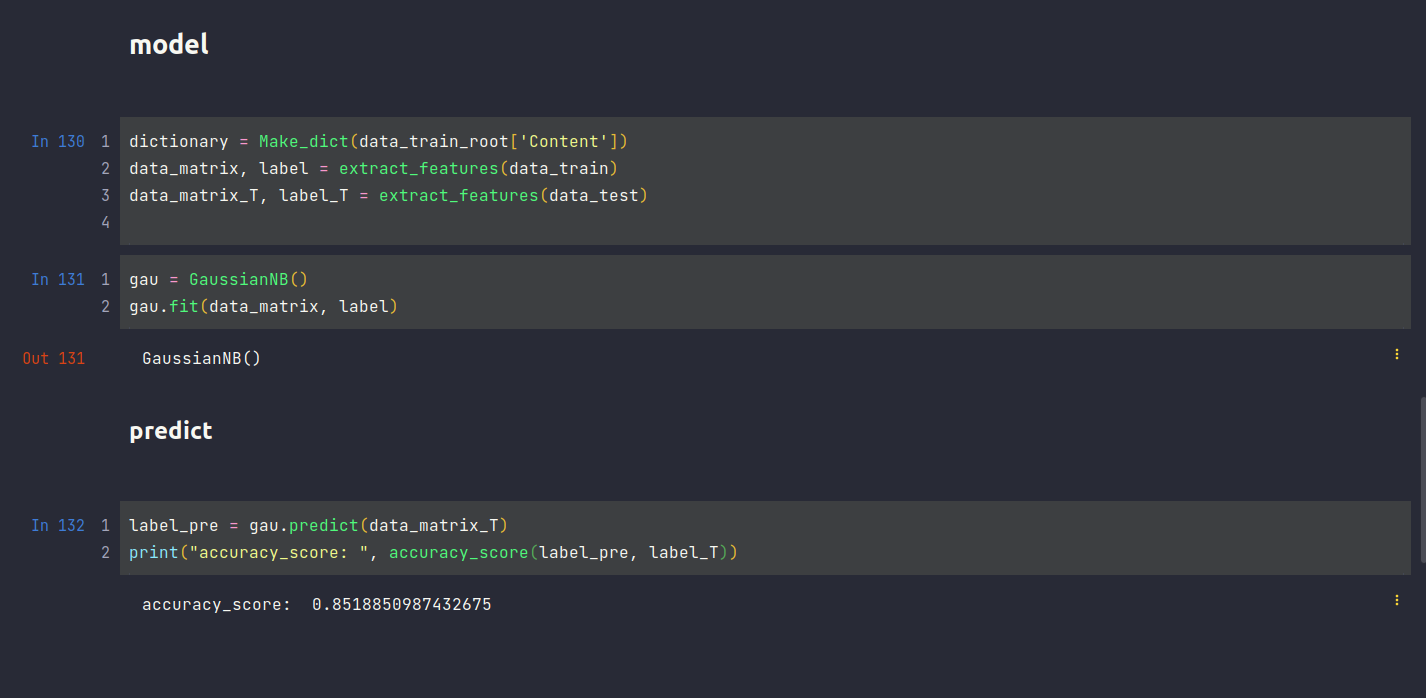 model
In 130 1 dictionary = Make_dict(data_train_root['Content'])
2 data_matrix, label = extract_features(data_train)
3 data_matrix_T, label_T = extract_features(data_test)
4
In 131 1 gau = GaussianNB()
2 gau.fit(data_matrix, label)
Out 131 GaussianNB()
predict
In 132 1 label_pre = gau.predict(data_matrix_T)
2 print("accuracy_score: ", accuracy_score(label_pre, label_T))
accuracy_score:  0.8518850987432675